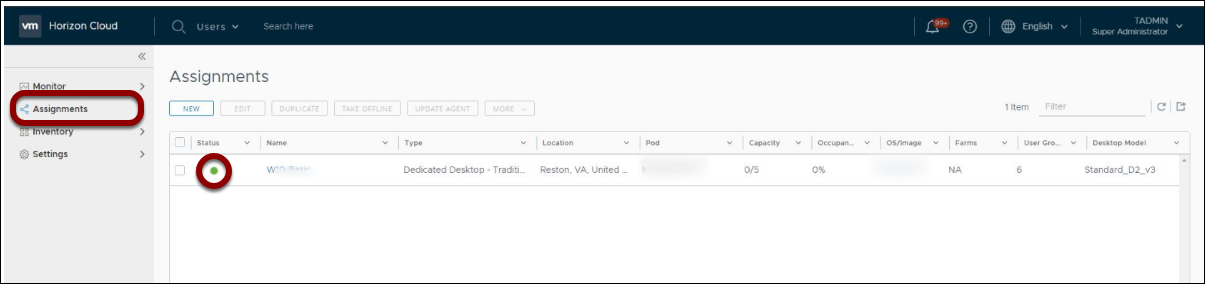 vm Horizon Cloud Users Search here 99+ English TADMIN
Super Administrator
Monitor
Assignments
Inventory
Settings
Assignments
NEW EDIT DUPLICATE TAKE OFFLINE UPDATE AGENT MORE 1 Item Filter
Status Name Type Location Pod Capacity Occupan... OS/Image Farms User Gro... Desktop Model
W10-Basic Dedicated Desktop - Traditi... Reston, VA, United ... 0/5 0% NA 6 Standard_D2_v3